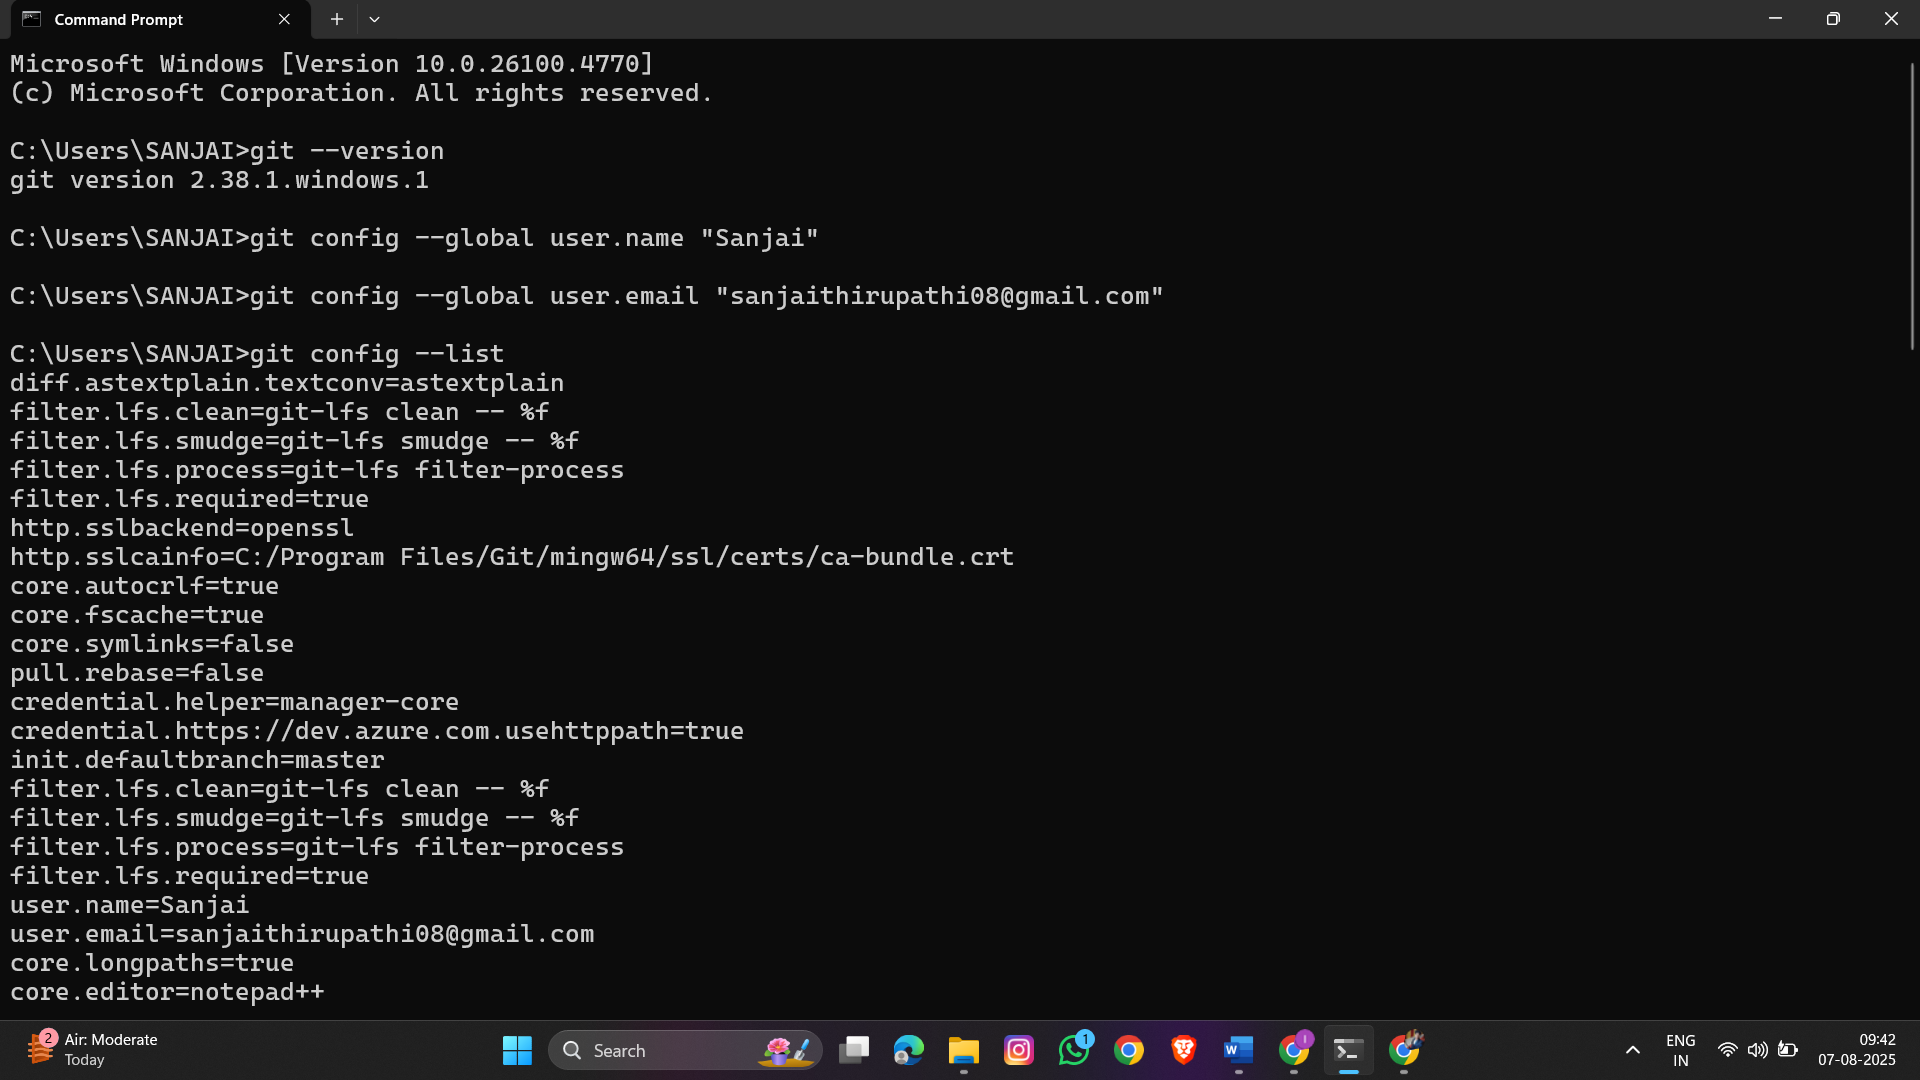 Command Prompt
Microsoft Windows [Version 10.0.26100.4770]
(c) Microsoft Corporation. All rights reserved.
C:\Users\SANJAI>git --version
git version 2.38.1.windows.1
C:\Users\SANJAI>git config --global user.name "Sanjai"
C:\Users\SANJAI>git config --global user.email "sanjaithirupathi08@gmail.com"
C:\Users\SANJAI>git config --list
diff.astextplain.textconv=astextplain
filter.lfs.clean=git-lfs clean -- %f
filter.lfs.smudge=git-lfs smudge -- %f
filter.lfs.process=git-lfs filter-process
filter.lfs.required=true
http.sslbackend=openssl
http.sslcainfo=C:/Program Files/Git/mingw64/ssl/certs/ca-bundle.crt
core.autocrlf=true
core.fscache=true
core.symlinks=false
pull.rebase=false
credential.helper=manager-core
credential.https://dev.azure.com.usehttppath=true
init.defaultbranch=master
filter.lfs.clean=git-lfs clean -- %f
filter.lfs.smudge=git-lfs smudge -- %f
filter.lfs.process=git-lfs filter-process
filter.lfs.required=true
user.name=Sanjai
user.email=sanjaithirupathi08@gmail.com
core.longpaths=true
core.editor=notepad++
2
Air: Moderate
Today
Search
1
W
I
ENG
IN
09:42
07-08-2025